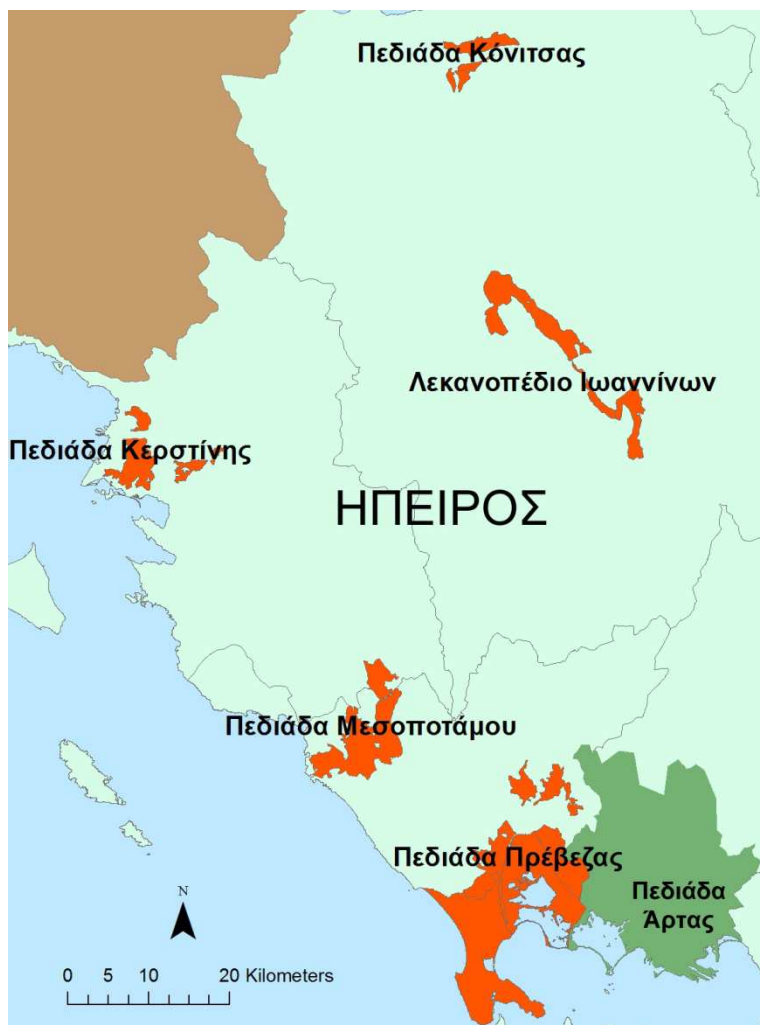 Πεδιάδα Κόνιτσας
Λεκανοπέδιο Ιωαννίνων
Πεδιάδα Κερστίνης
ΗΠΕΙΡΟΣ
Πεδιάδα Μεσοποτάμου
Πεδιάδα Πρέβεζας
Πεδιάδα
Άρτας
N
0 5 10 20 Kilometers